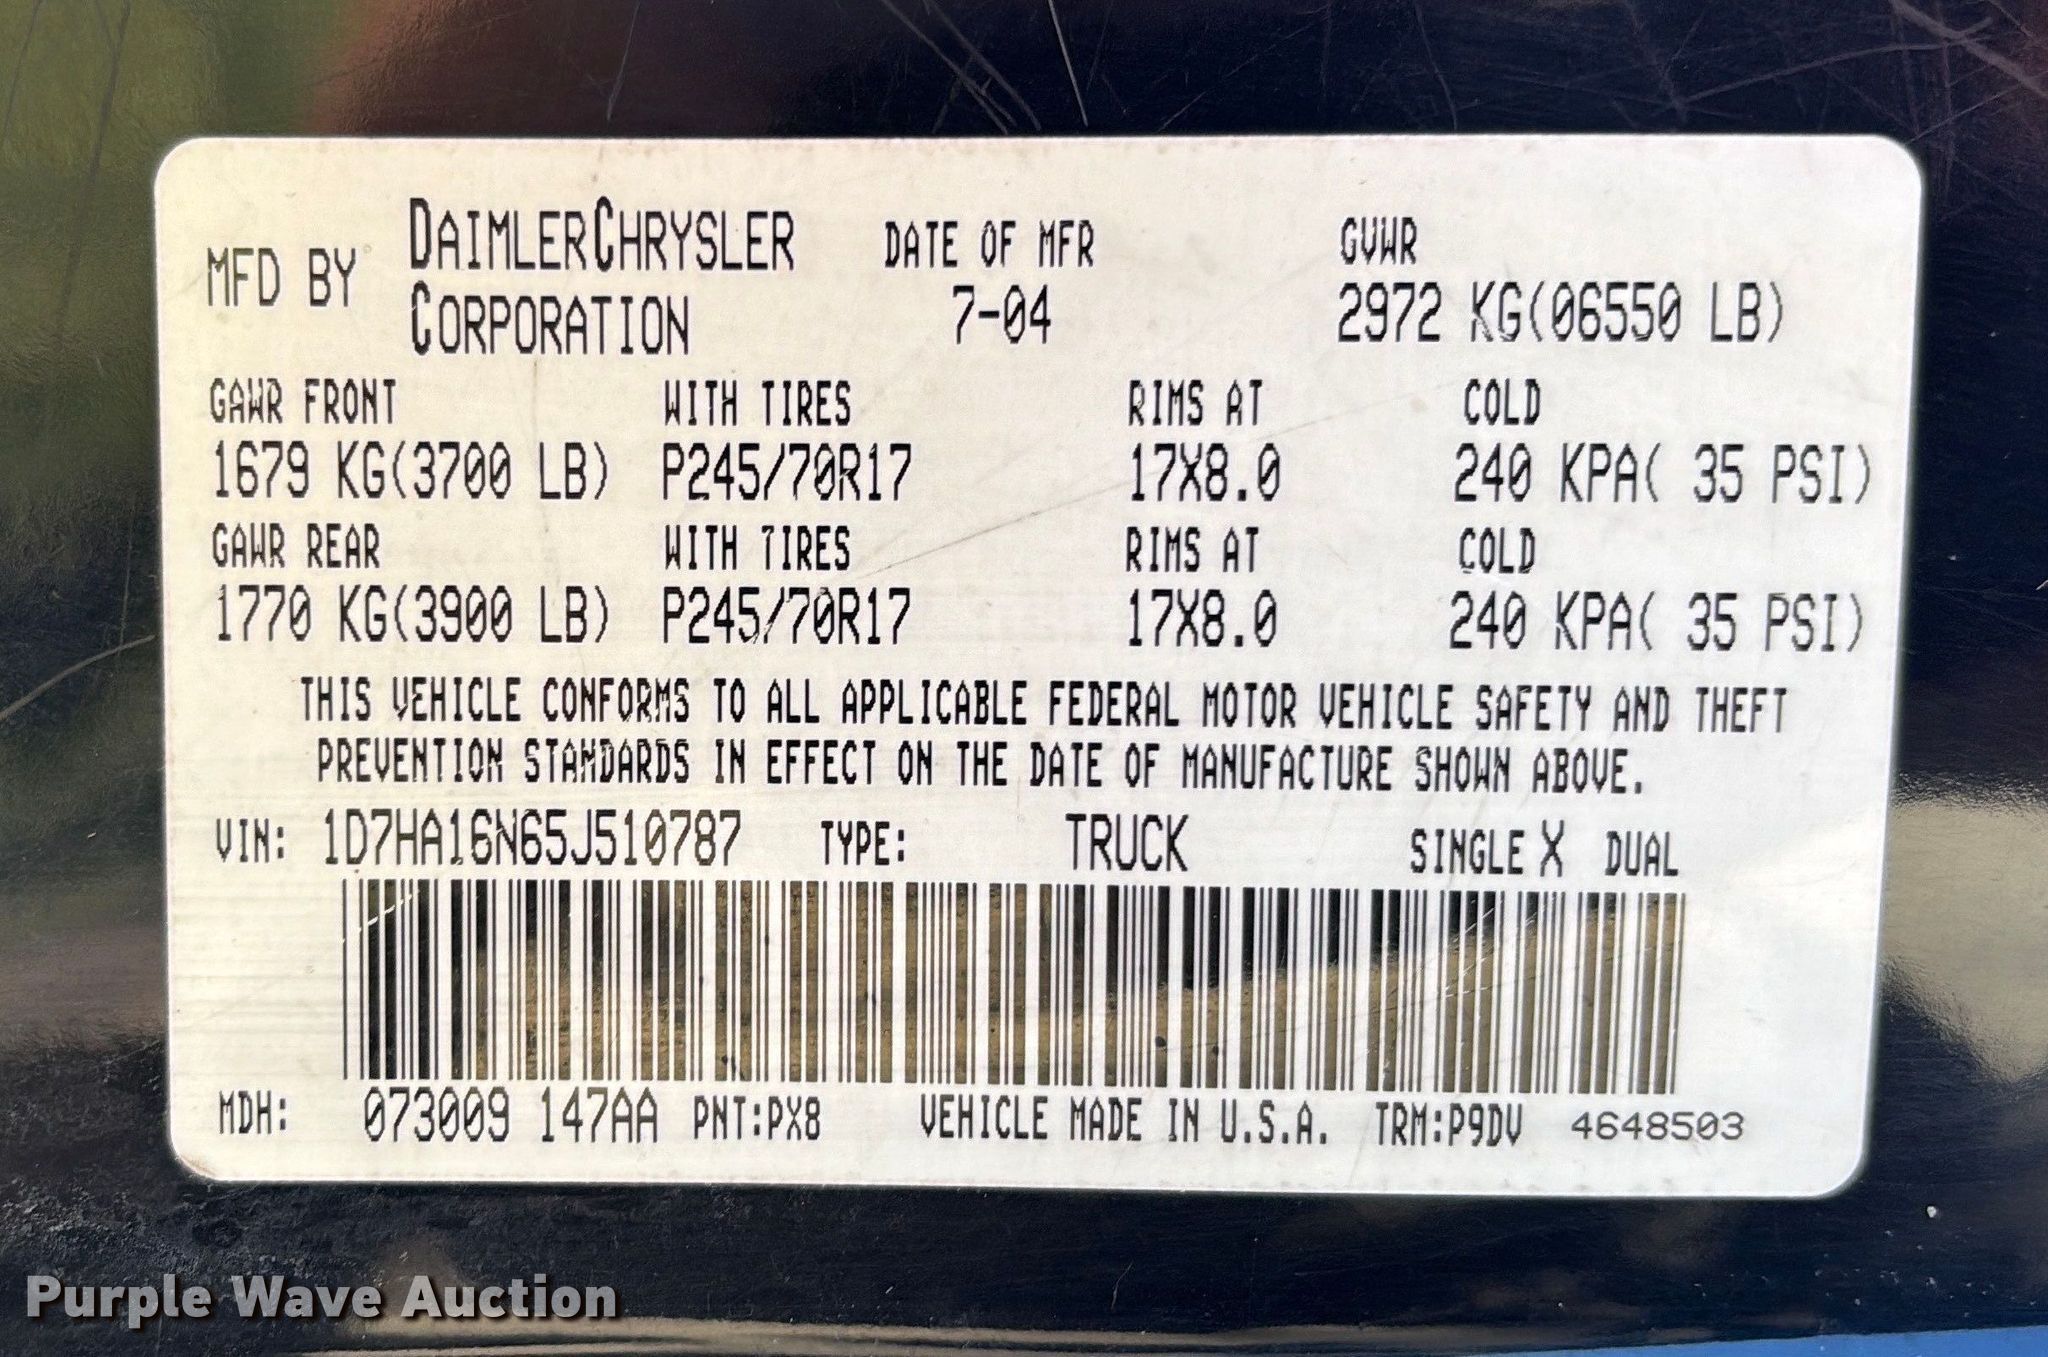 MFD BY DAIMLERCHRYSLER CORPORATION DATE OF MFR GVWR
7-04 2972 KG(06550 LB)
GAWR FRONT WITH TIRES RIMS AT COLD
1679 KG(3700 LB) P245/70R17 17X8.0 240 KPA( 35 PSI)
GAWR REAR WITH TIRES RIMS AT COLD
1770 KG(3900 LB) P245/70R17 17X8.0 240 KPA( 35 PSI)
THIS VEHICLE CONFORMS TO ALL APPLICABLE FEDERAL MOTOR VEHICLE SAFETY AND THEFT
PREVENTION STANDARDS IN EFFECT ON THE DATE OF MANUFACTURE SHOWN ABOVE.
VIN: 1D7HA16N65J510787 TYPE: TRUCK SINGLE X DUAL
MDH: 073009 147AA PNT:PX8 VEHICLE MADE IN U.S.A. TRM:P9DV 4648503
Purple Wave Auction